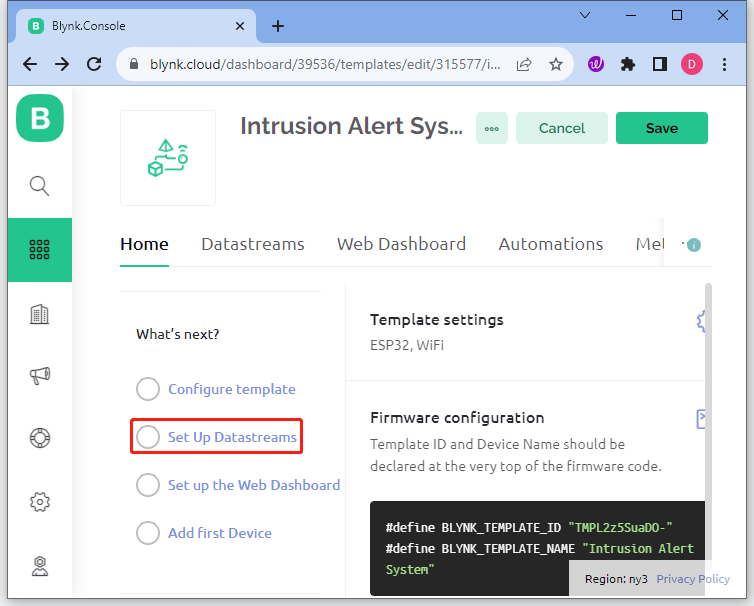 B Blynk.Console
blynk.cloud/dashboard/39536/templates/edit/315577/i...
D
B
Intrusion Alert Sys...
Cancel
Save
Home
Datastreams
Web Dashboard
Automations
Met
i
What's next?
Configure template
Set Up Datastreams
Set up the Web Dashboard
Add first Device
Template settings
ESP32, WiFi
Firmware configuration
Template ID and Device Name should be
declared at the very top of the firmware code.
#define BLYNK_TEMPLATE_ID "TMPL2z5SuaDO-"
#define BLYNK_TEMPLATE_NAME "Intrusion Alert
System"
Region: ny3 Privacy Policy